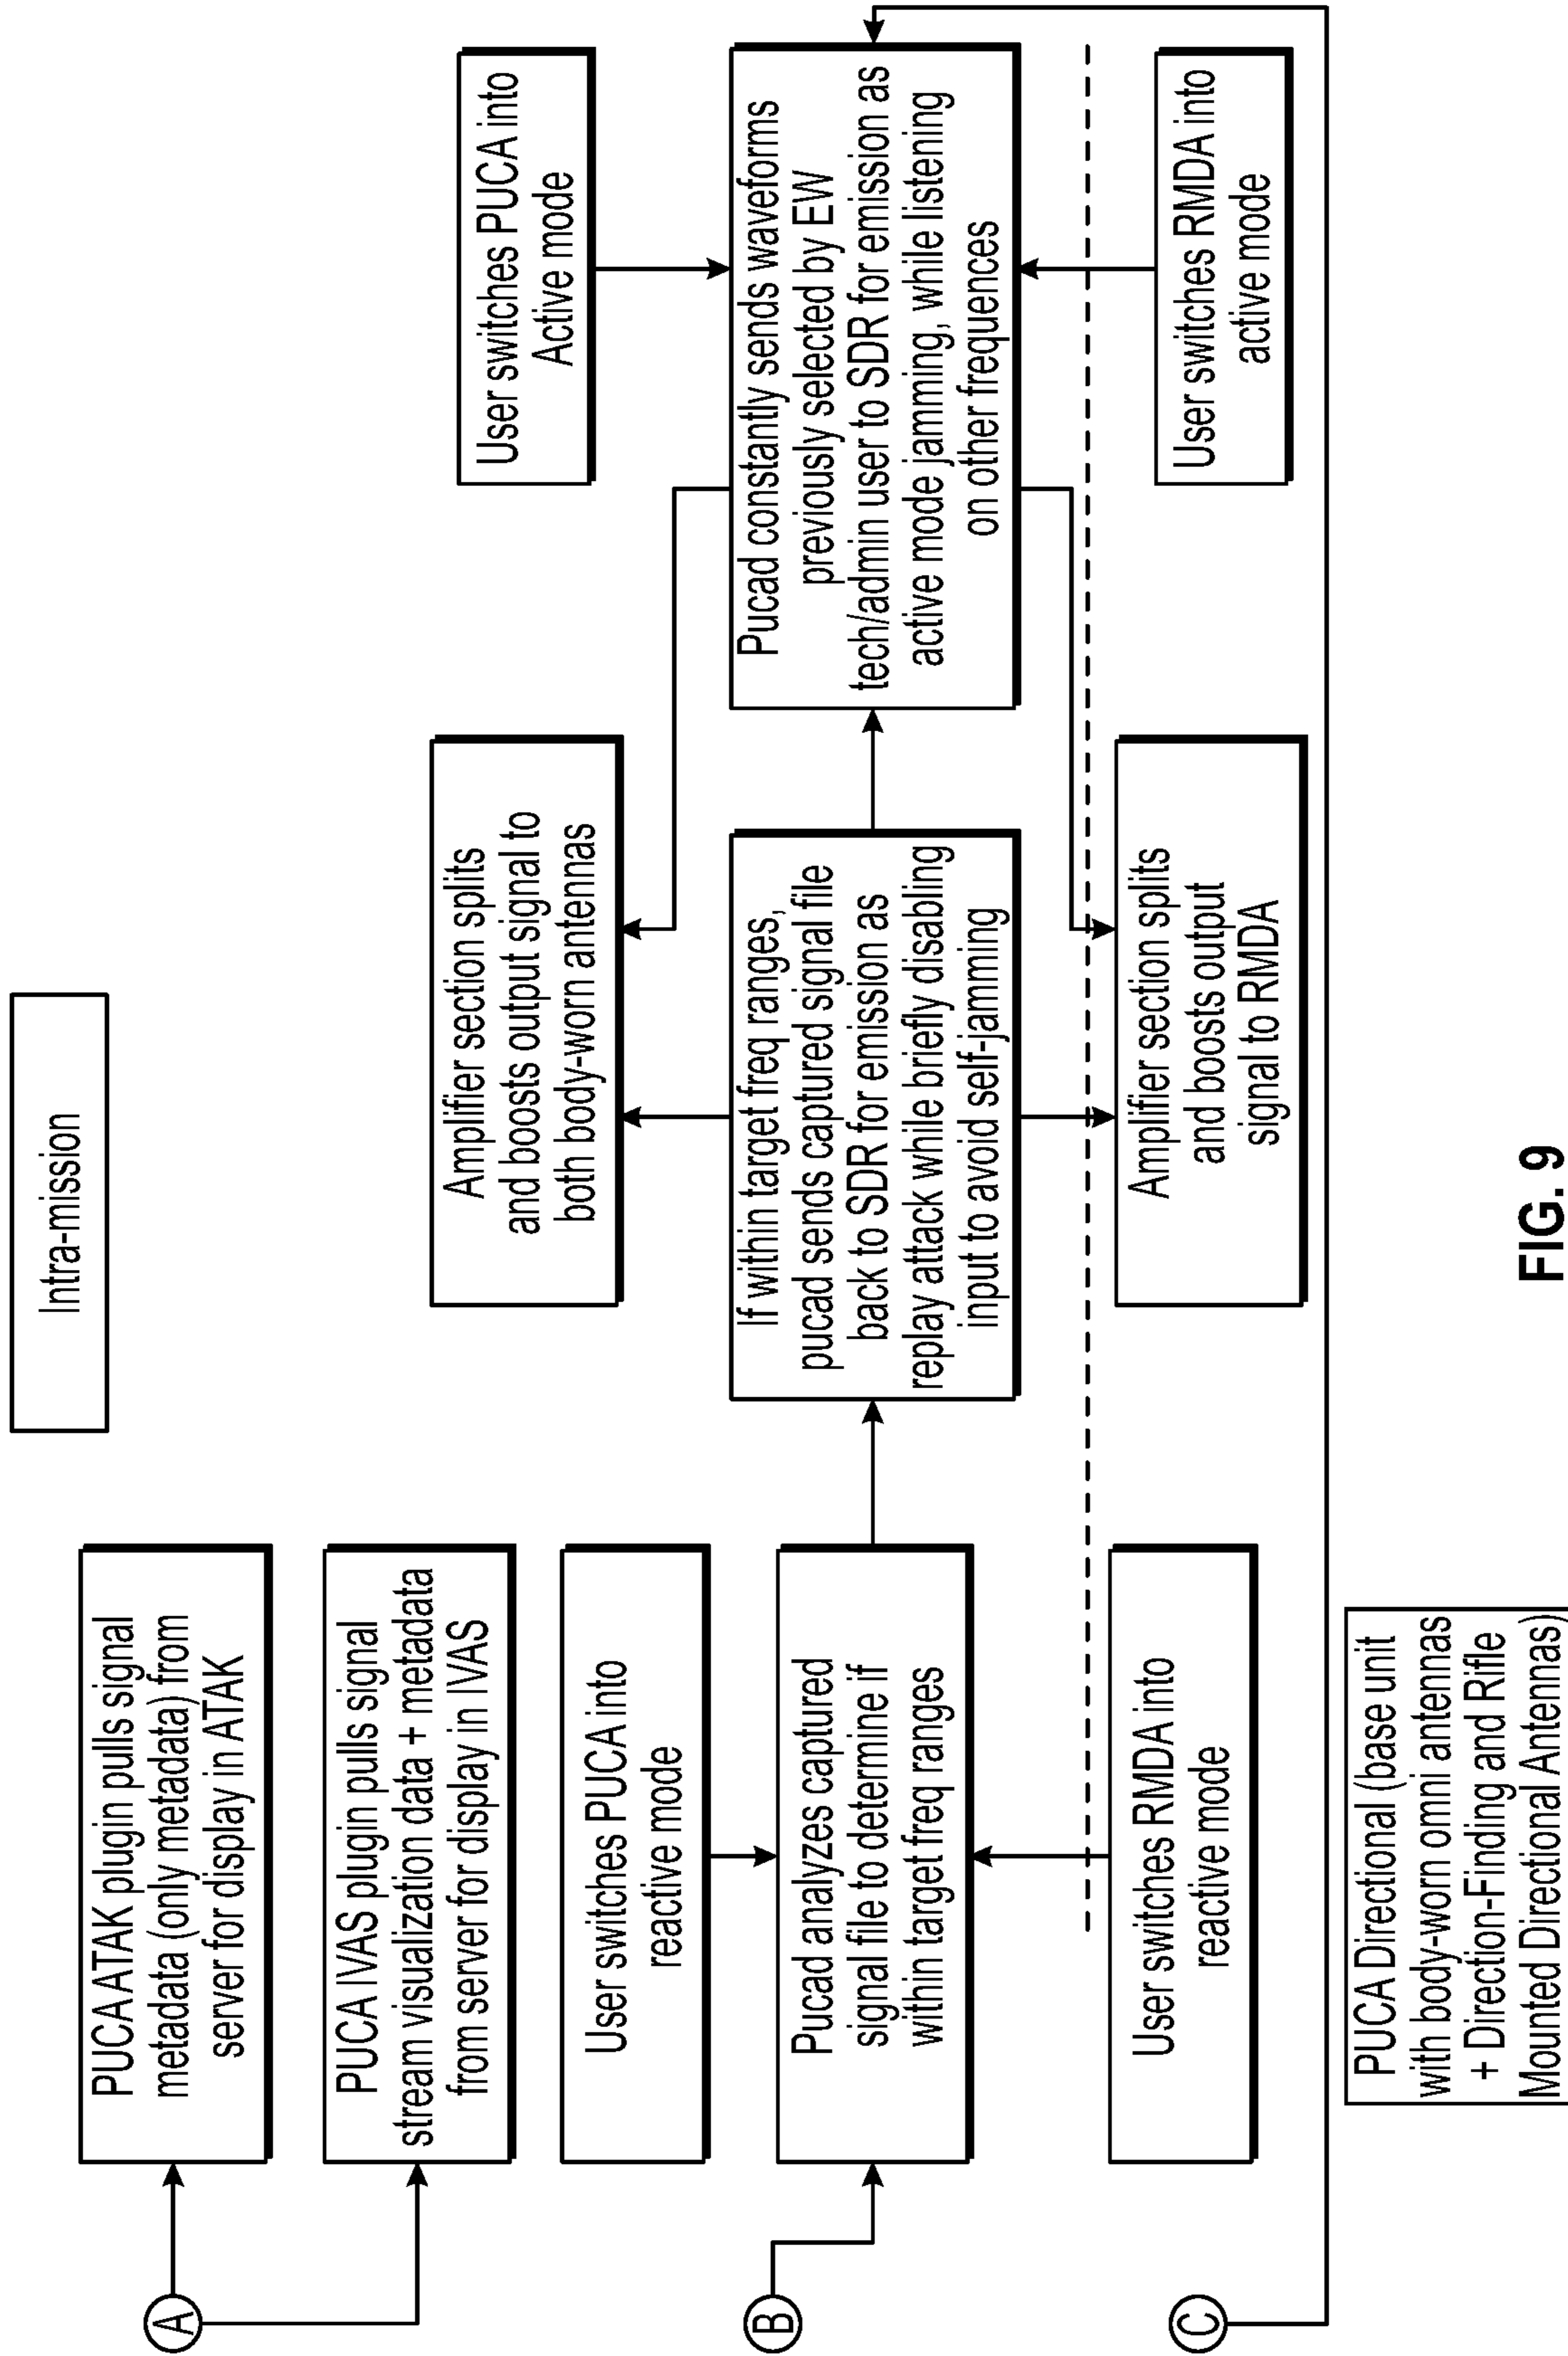 Intra-mission
A
PUCA ATAK plugin pulls signal
metadata (only metadata) from
server for display in ATAK
PUCA IVAS plugin pulls signal
stream visualization data + metadata
from server for display in IVAS
User switches PUCA into
reactive mode
B
Pucad analyzes captured
signal file to determine if
within target freq ranges
User switches RMDA into
reactive mode
C
Amplifier section splits
and boosts output signal to
both body-worn antennas
If within target freq ranges,
pucad sends captured signal file
back to SDR for emission as
replay attack while briefly disabling
input to avoid self-jamming
Amplifier section splits
and boosts output
signal to RMDA
User switches PUCA into
Active mode
Pucad constantly sends waveforms
previously selected by EW
tech/admin user to SDR for emission as
active mode jamming, while listening
on other frequences
User switches RMDA into
active mode
PUCA Directional (base unit
with body-worn omni antennas
+ Direction-Finding and Rifle
Mounted Directional Antennas)
FIG. 9